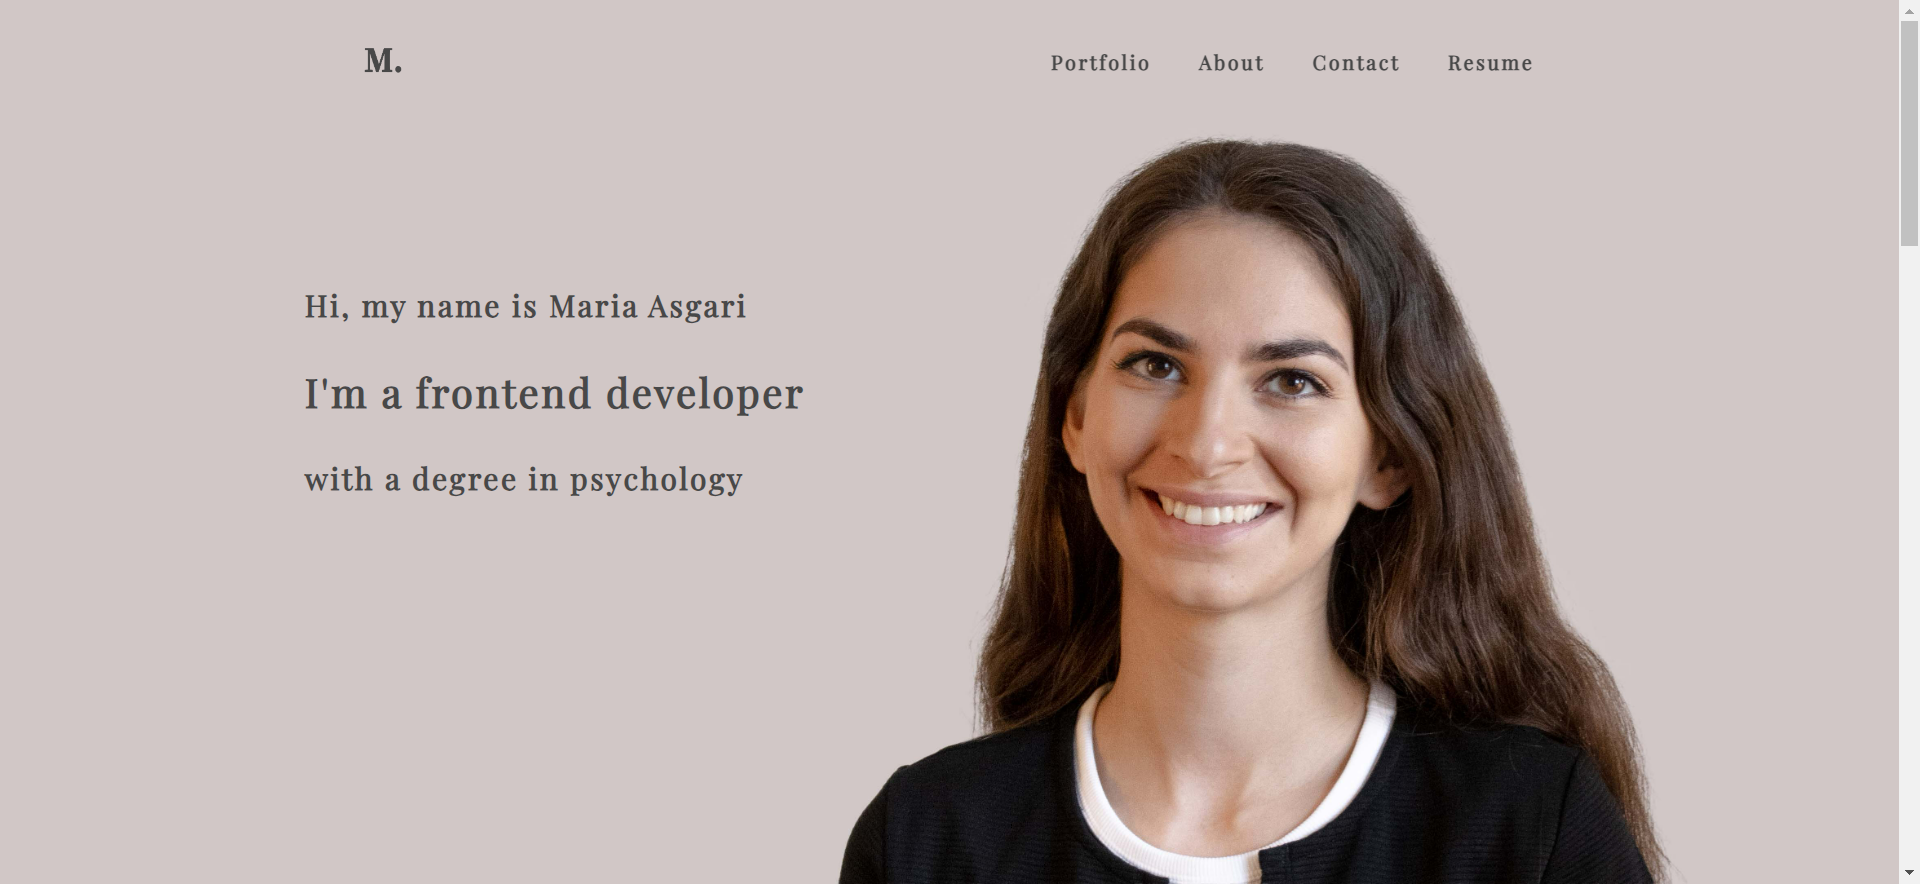 M.
Portfolio About Contact Resume
Hi, my name is Maria Asgari
I'm a frontend developer
with a degree in psychology